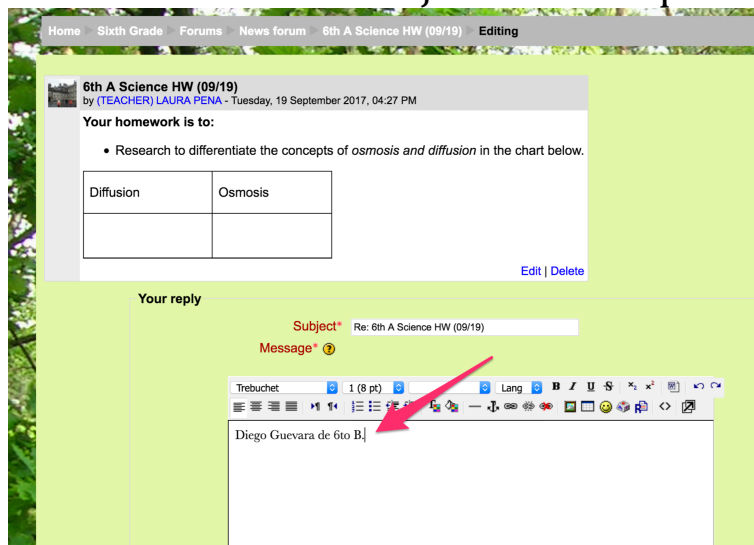 Home Sixth Grade Forums News forum 6th A Science HW (09/19) Editing
6th A Science HW (09/19)
by (TEACHER) LAURA PENA - Tuesday, 19 September 2017, 04:27 PM
Your homework is to:
• Research to differentiate the concepts of osmosis and diffusion in the chart below.
Diffusion Osmosis
Edit | Delete
Your reply
Subject* Re: 6th A Science HW (09/19)
Message*
Trebuchet 1 (8 pt) Lang B I U S x₂ x²
Diego Guevara de 6to B.